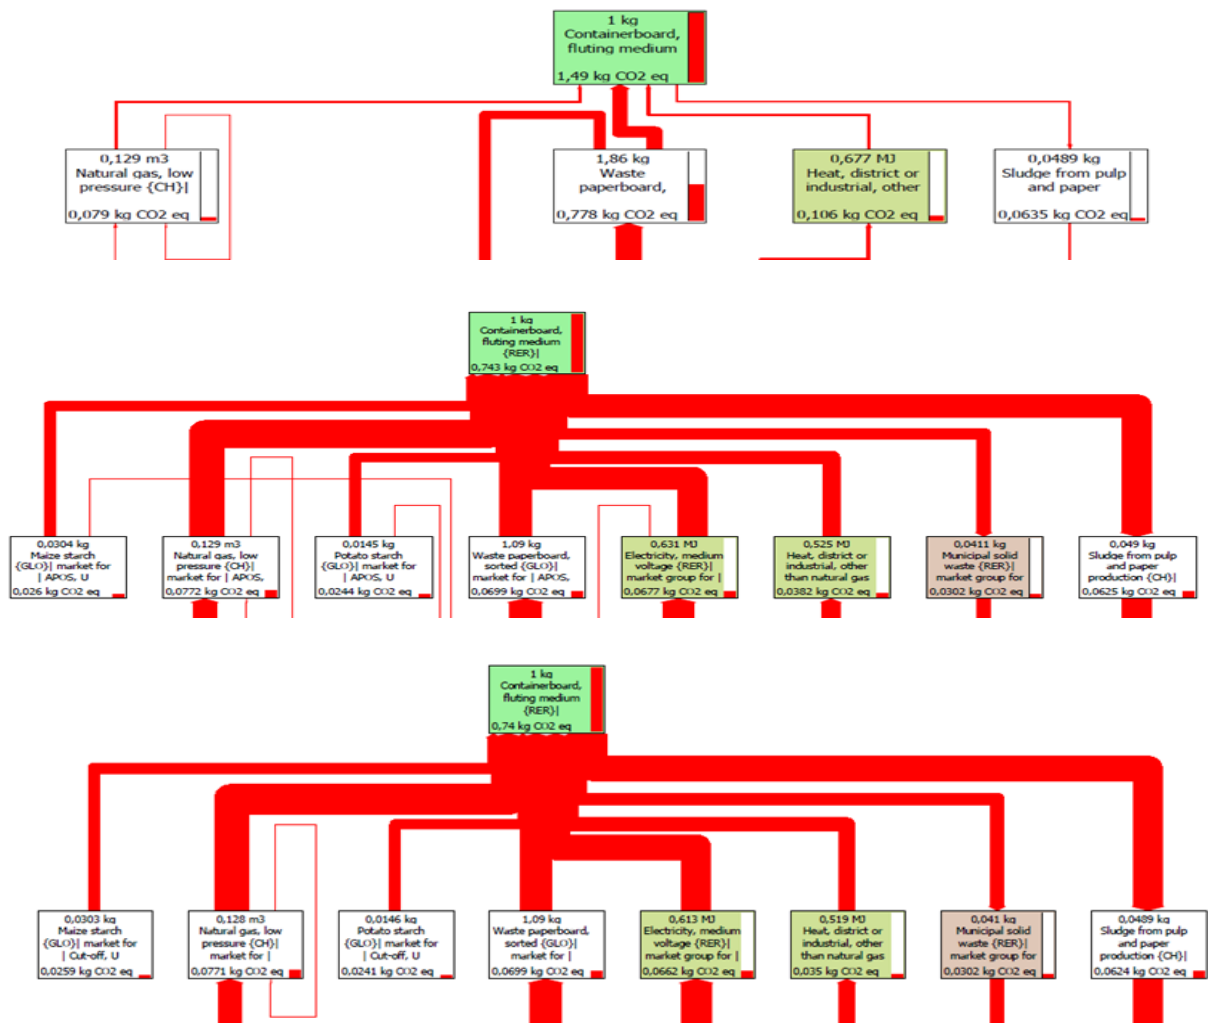 1 kg
Containerboard,
fluting medium
1,49 kg CO2 eq
0,129 m3
Natural gas, low
pressure {CH}|
0,079 kg CO2 eq
1,86 kg
Waste
paperboard,
0,778 kg CO2 eq
0,677 MJ
Heat, district or
industrial, other
0,106 kg CO2 eq
0,0489 kg
Sludge from pulp
and paper
0,0635 kg CO2 eq
1 kg
Containerboard,
fluting medium
{RER}|
0,743 kg CO2 eq
0,0304 kg
Maize starch
{GLO}| market for
| APOS, U
0,026 kg CO2 eq
0,129 m3
Natural gas, low
pressure {CH}|
market for | APOS,
0,0772 kg CO2 eq
0,0145 kg
Potato starch
{GLO}| market for
| APOS, U
0,0244 kg CO2 eq
1,09 kg
Waste paperboard,
sorted {GLO}|
market for | APOS,
0,0699 kg CO2 eq
0,631 MJ
Electricity, medium
voltage {RER}|
market group for |
0,0677 kg CO2 eq
0,525 MJ
Heat, district or
industrial, other
than natural gas
0,0382 kg CO2 eq
0,0411 kg
Municipal solid
waste {RER}|
market group for
0,0302 kg CO2 eq
0,049 kg
Sludge from pulp
and paper
production {CH}|
0,0625 kg CO2 eq
1 kg
Containerboard,
fluting medium
{RER}|
0,74 kg CO2 eq
0,0303 kg
Maize starch
{GLO}| market for
| Cut-off, U
0,0259 kg CO2 eq
0,128 m3
Natural gas, low
pressure {CH}|
market for |
0,0771 kg CO2 eq
0,0146 kg
Potato starch
{GLO}| market for
| Cut-off, U
0,0241 kg CO2 eq
1,09 kg
Waste paperboard,
sorted {GLO}|
market for |
0,0699 kg CO2 eq
0,613 MJ
Electricity, medium
voltage {RER}|
market group for |
0,0662 kg CO2 eq
0,519 MJ
Heat, district or
industrial, other
than natural gas
0,035 kg CO2 eq
0,041 kg
Municipal solid
waste {RER}|
market group for
0,0302 kg CO2 eq
0,0489 kg
Sludge from pulp
and paper
production {CH}|
0,0624 kg CO2 eq